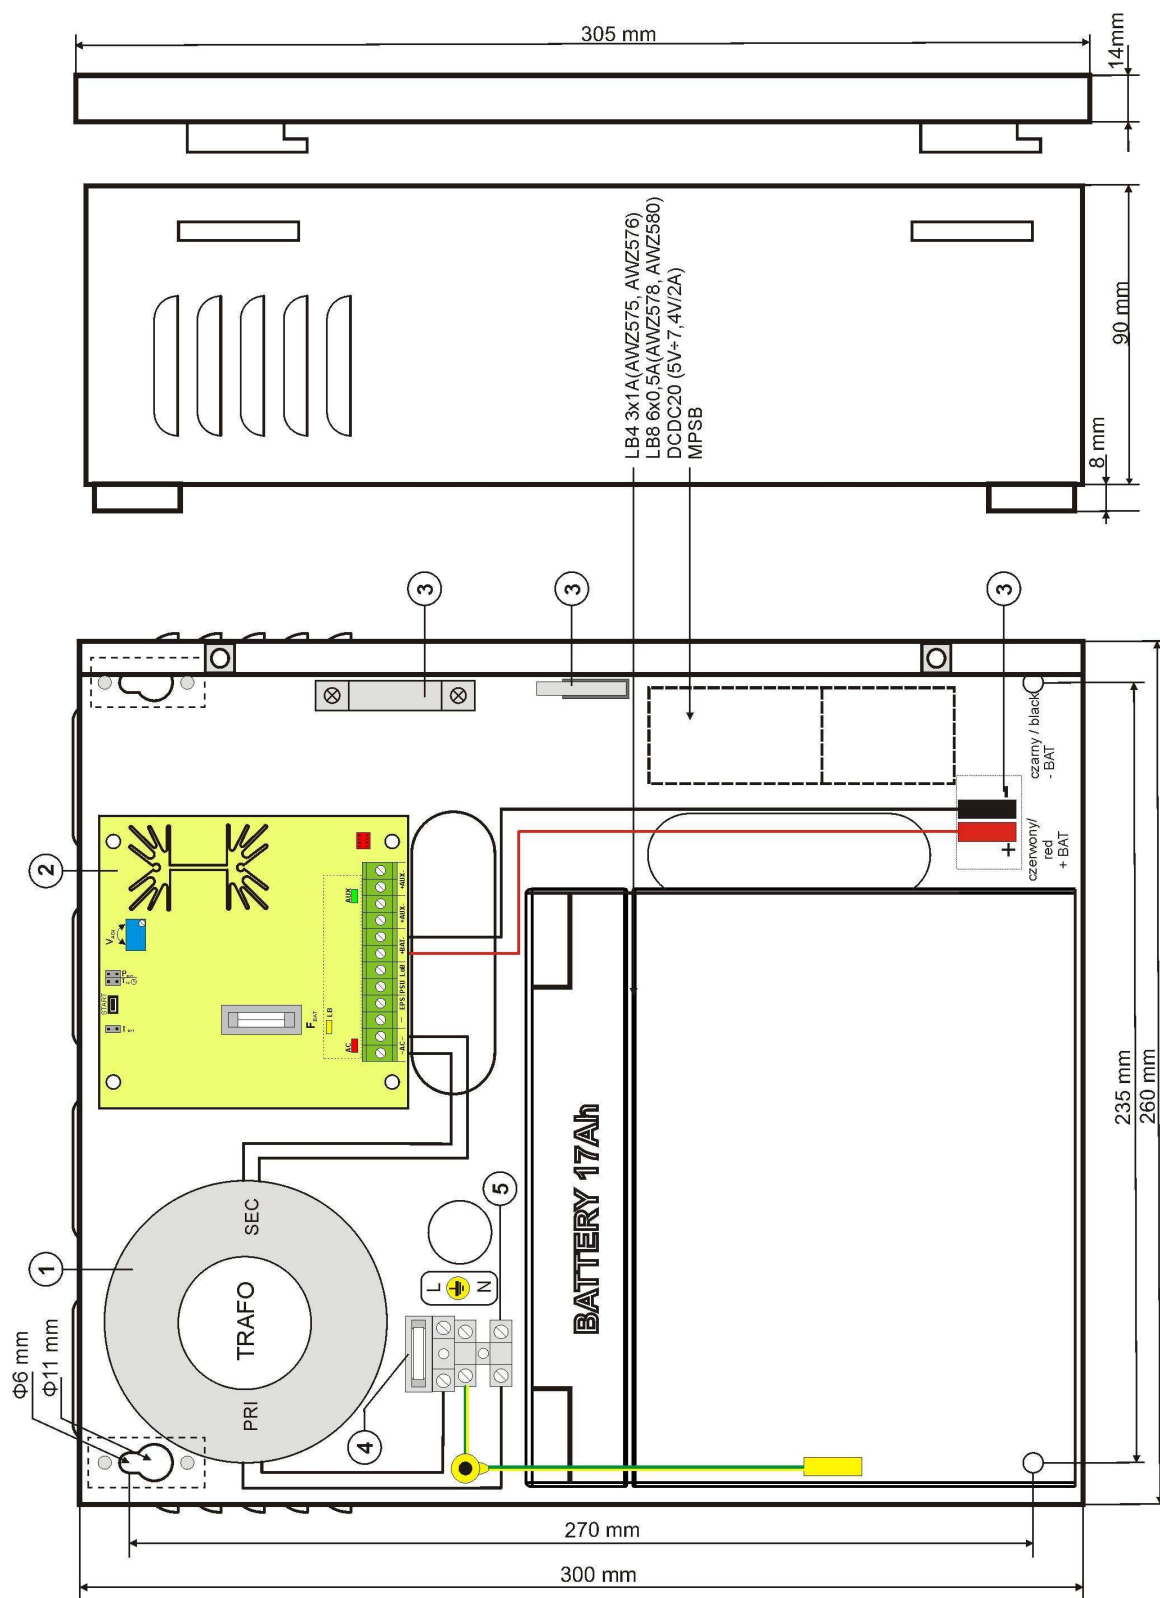 305 mm
14mm
LB4 3x1A(AWZ575, AWZ576)
LB8 6x0,5A(AWZ578, AWZ580)
DCDC20 (5V÷7,4V/2A)
MPSB
90 mm
8 mm
3
3
3
czarny / black
- BAT
czerwony/
red
+ BAT
-
+
2
VADJ
START
FBAT
LB
AC
AUX
~AC~
EPS
PSU
LoB
+BAT-
+AUX-
+AUX-
BATTERY 17Ah
1
SEC
TRAFO
PRI
L
N
5
4
Φ6 mm
Φ11 mm
235 mm
260 mm
270 mm
300 mm